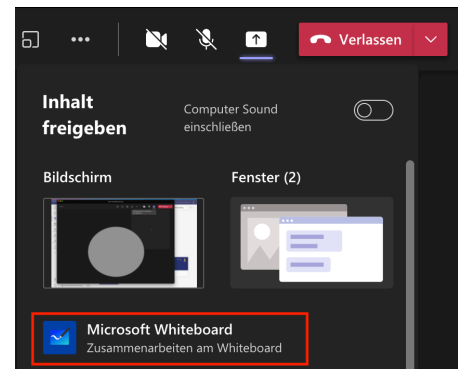 Verlassen
Inhalt
freigeben
Computer Sound
einschließen
Bildschirm
Fenster (2)
Microsoft Whiteboard
Zusammenarbeiten am Whiteboard